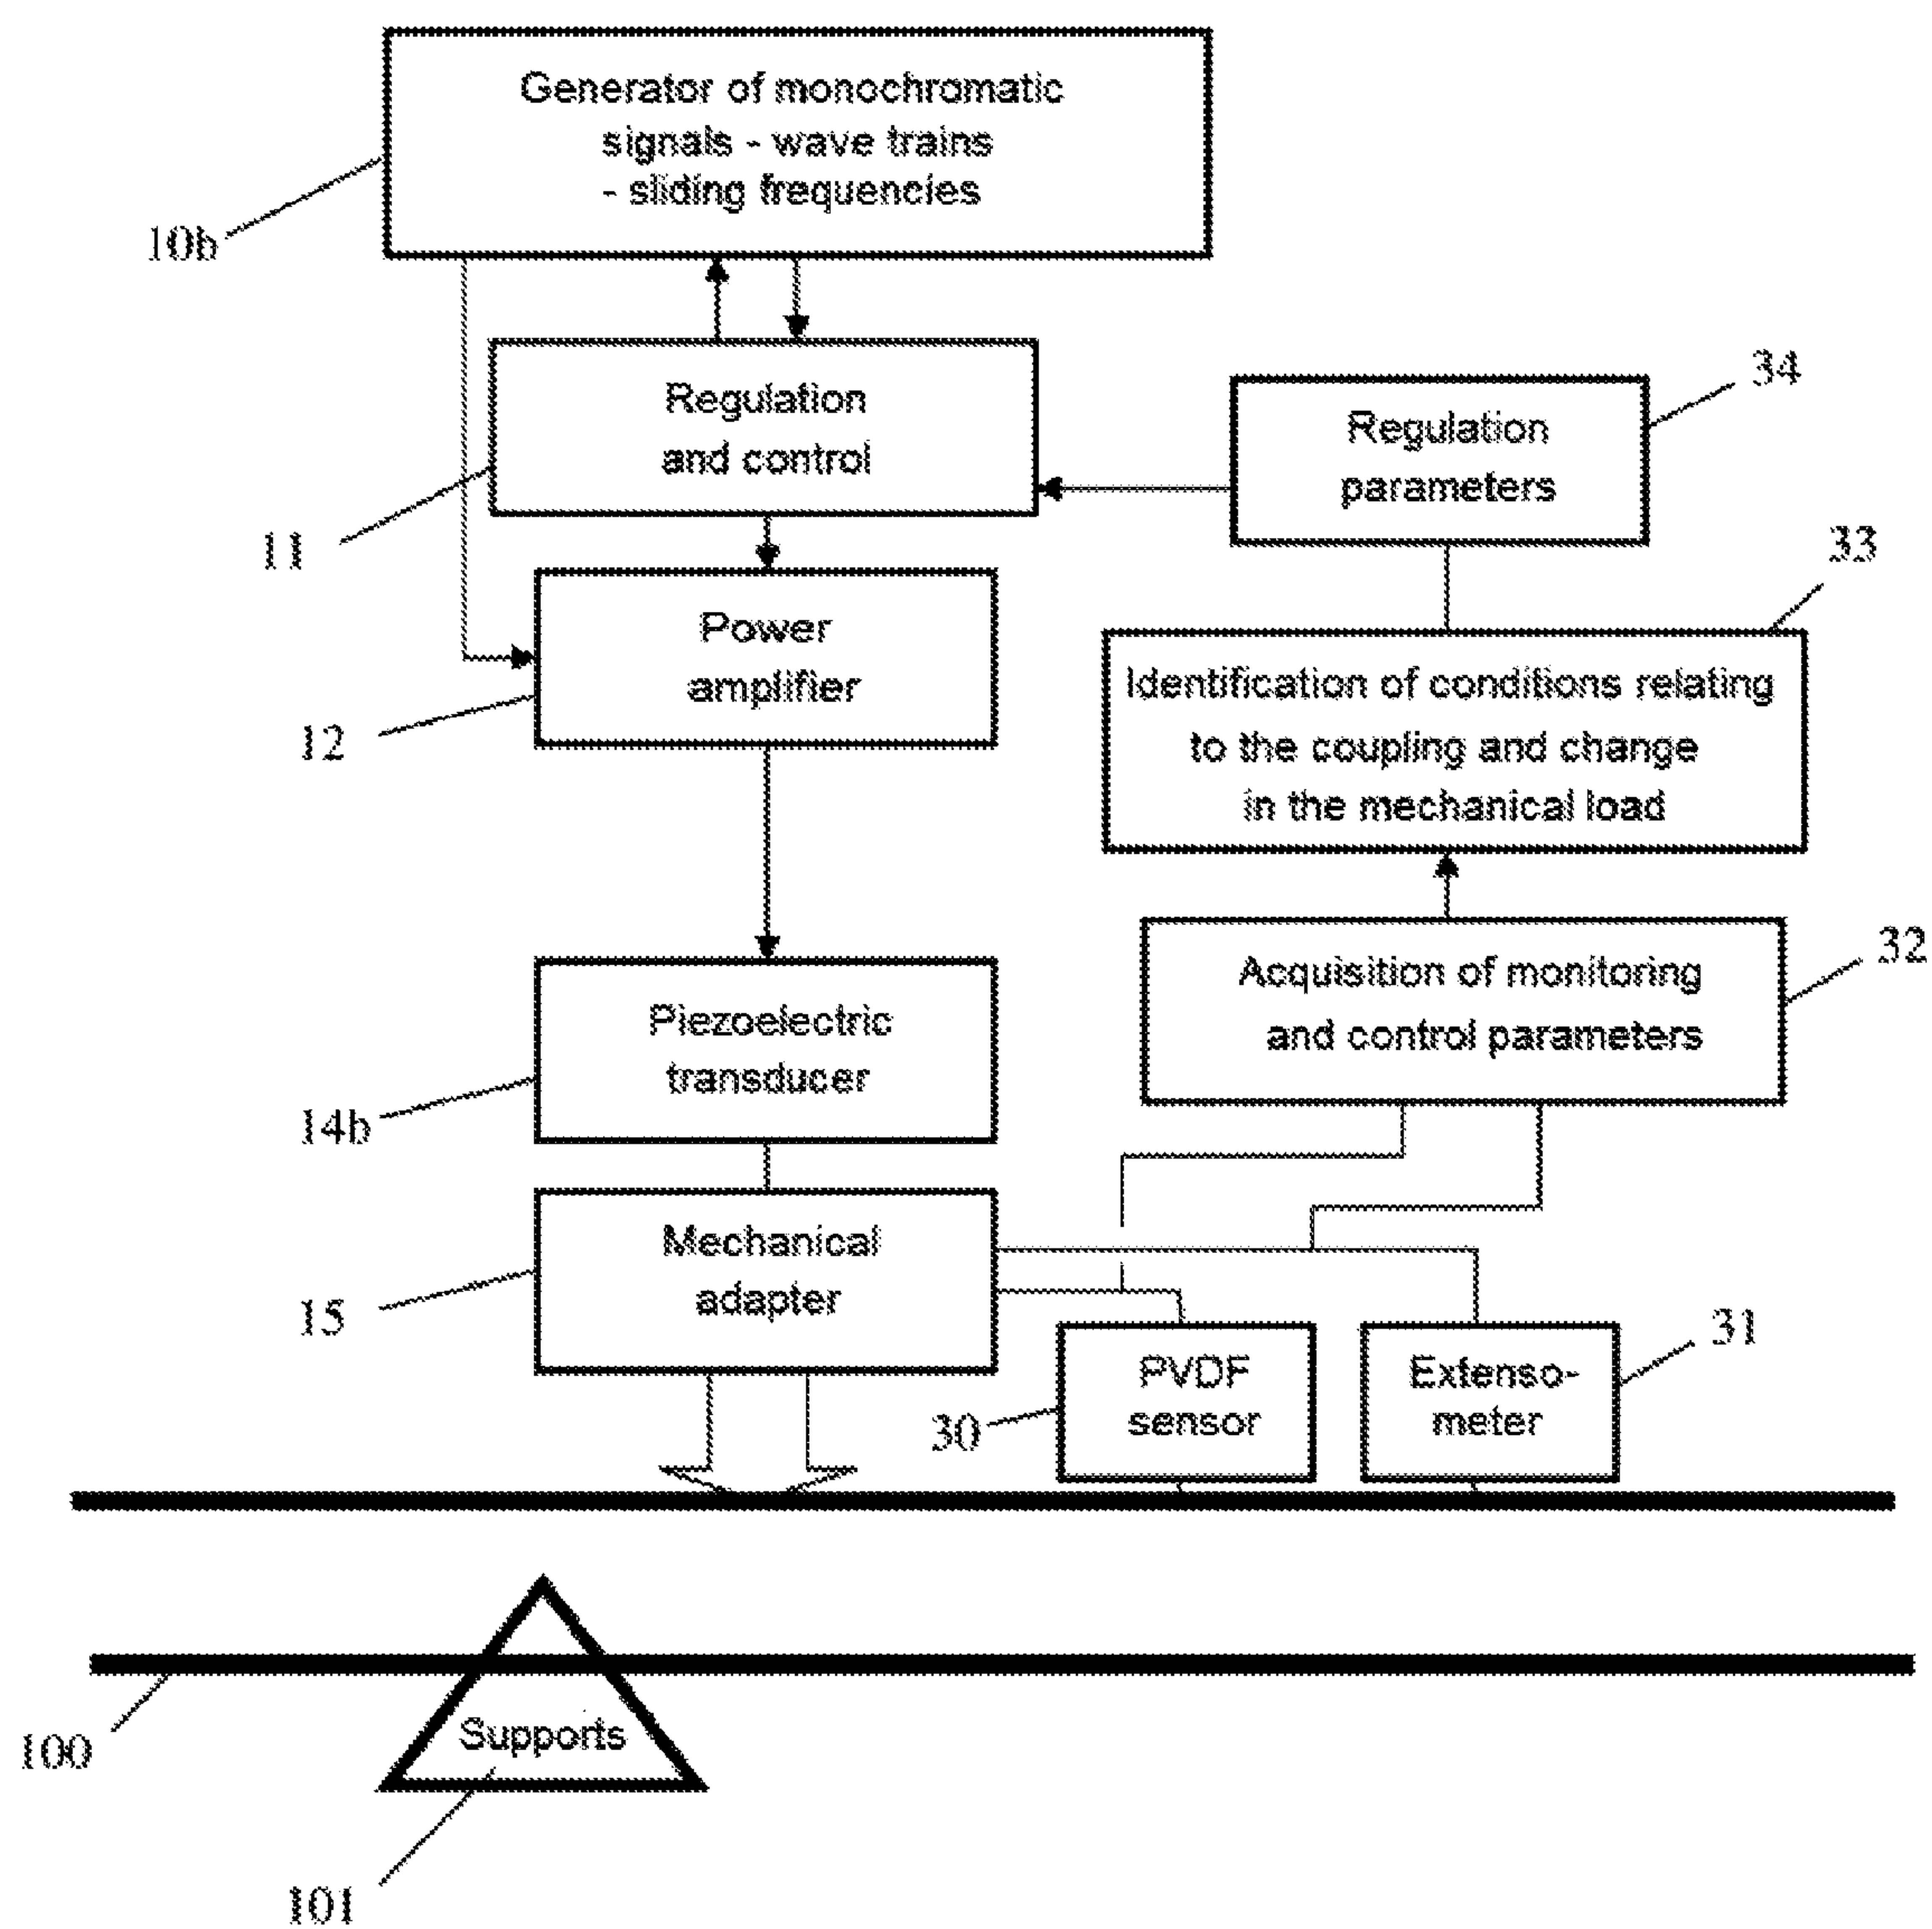 Generator of monochromatic
signals - wave trains
- sliding frequencies
10b
Regulation
and control
11
Regulation
parameters
34
Power
amplifier
12
33
Identification of conditions relating
to the coupling and change
in the mechanical load
Acquisition of monitoring
and control parameters
32
Piezoelectric
transducer
14b
Mechanical
adapter
15
PVDF
sensor
30
Extenso-
meter
31
100
Supports
101